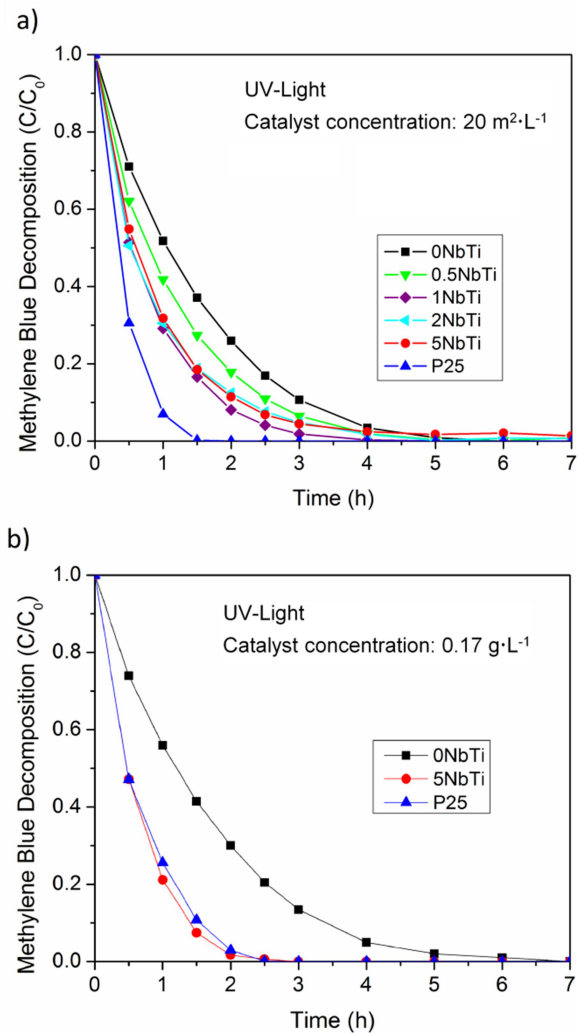 a)
Methylene Blue Decomposition (C/C₀)
1.0
0.8
0.6
0.4
0.2
0.0
UV-Light
Catalyst concentration: 20 m²·L⁻¹
0NbTi
0.5NbTi
1NbTi
2NbTi
5NbTi
P25
0 1 2 3 4 5 6 7
Time (h)
b)
Methylene Blue Decomposition (C/C₀)
1.0
0.8
0.6
0.4
0.2
0.0
UV-Light
Catalyst concentration: 0.17 g·L⁻¹
0NbTi
5NbTi
P25
0 1 2 3 4 5 6 7
Time (h)